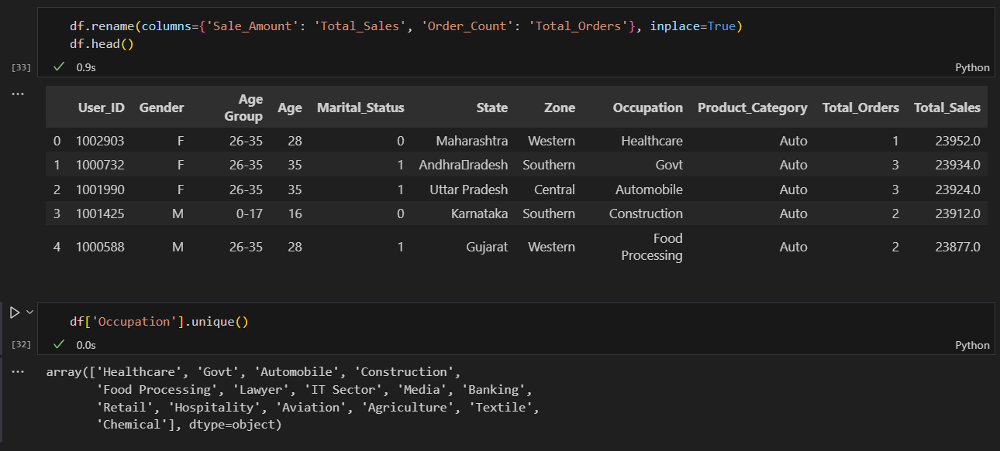 df.rename(columns={'Sale_Amount': 'Total_Sales', 'Order_Count': 'Total_Orders'}, inplace=True)
df.head()
[33] 0.9s Python
User_ID Gender Age Group Age Marital_Status State Zone Occupation Product_Category Total_Orders Total_Sales
0 1002903 F 26-35 28 0 Maharashtra Western Healthcare Auto 1 23952.0
1 1000732 F 26-35 35 1 Andhra▯radesh Southern Govt Auto 3 23934.0
2 1001990 F 26-35 35 1 Uttar Pradesh Central Automobile Auto 3 23924.0
3 1001425 M 0-17 16 0 Karnataka Southern Construction Auto 2 23912.0
4 1000588 M 26-35 28 1 Gujarat Western Food Processing Auto 2 23877.0
df['Occupation'].unique()
[32] 0.0s Python
array(['Healthcare', 'Govt', 'Automobile', 'Construction',
'Food Processing', 'Lawyer', 'IT Sector', 'Media', 'Banking',
'Retail', 'Hospitality', 'Aviation', 'Agriculture', 'Textile',
'Chemical'], dtype=object)